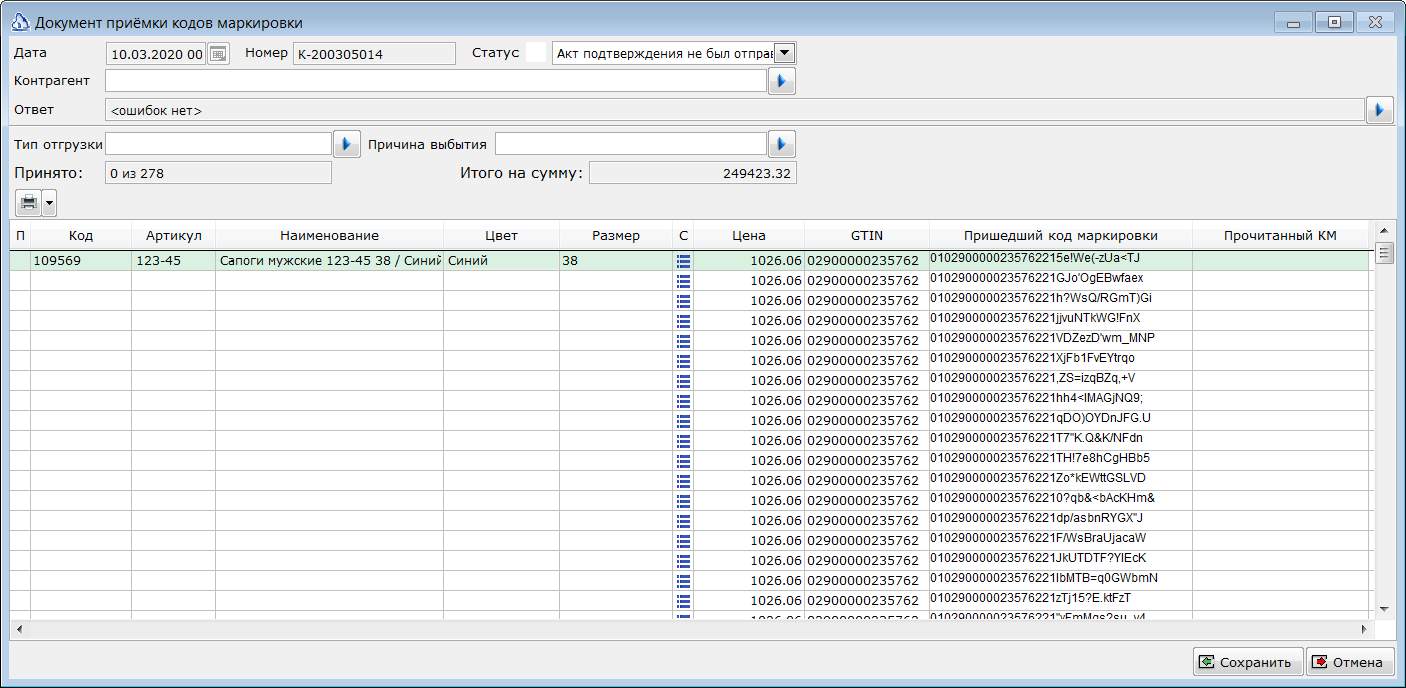 Документ приёмки кодов маркировки
Дата 10.03.2020 00 Номер К-200305014 Статус Акт подтверждения не был отправ
Контрагент
Ответ <ошибок нет>
Тип отгрузки Причина выбытия
Принято: 0 из 278 Итого на сумму: 249423.32
П Код Артикул Наименование Цвет Размер С Цена GTIN Пришедший код маркировки Прочитанный КМ
109569 123-45 Сапоги мужские 123-45 38 / Синий Синий 38 1026.06 02900000235762 0102900000235762215e!We(-zUa<TJ
1026.06 02900000235762 010290000023576221GJo'OgEBwfaex
1026.06 02900000235762 010290000023576221h?WsQ/RGmT)Gi
1026.06 02900000235762 010290000023576221jjvuNTkWG!FnX
1026.06 02900000235762 010290000023576221VDZezD'wm_MNP
1026.06 02900000235762 010290000023576221XjFb1FvEYtrqo
1026.06 02900000235762 010290000023576221,ZS=izqBZq,+V
1026.06 02900000235762 010290000023576221hh4<IMAGjNQ9;
1026.06 02900000235762 010290000023576221qDO)OYDnJFG.U
1026.06 02900000235762 010290000023576221T7"K.Q&K/NFdn
1026.06 02900000235762 010290000023576221TH!7e8hCgHBb5
1026.06 02900000235762 010290000023576221Zo*kEWttGSLVD
1026.06 02900000235762 0102900000235762210?qb&<bAcKHm&
1026.06 02900000235762 010290000023576221dp/asbnRYGX"J
1026.06 02900000235762 010290000023576221F/WsBraUjacaW
1026.06 02900000235762 010290000023576221JkUTDTF?YIEcK
1026.06 02900000235762 010290000023576221IbMTB=q0GWbmN
1026.06 02900000235762 010290000023576221zTj15?E.ktFzT
1026.06 02900000235762
Сохранить Отмена